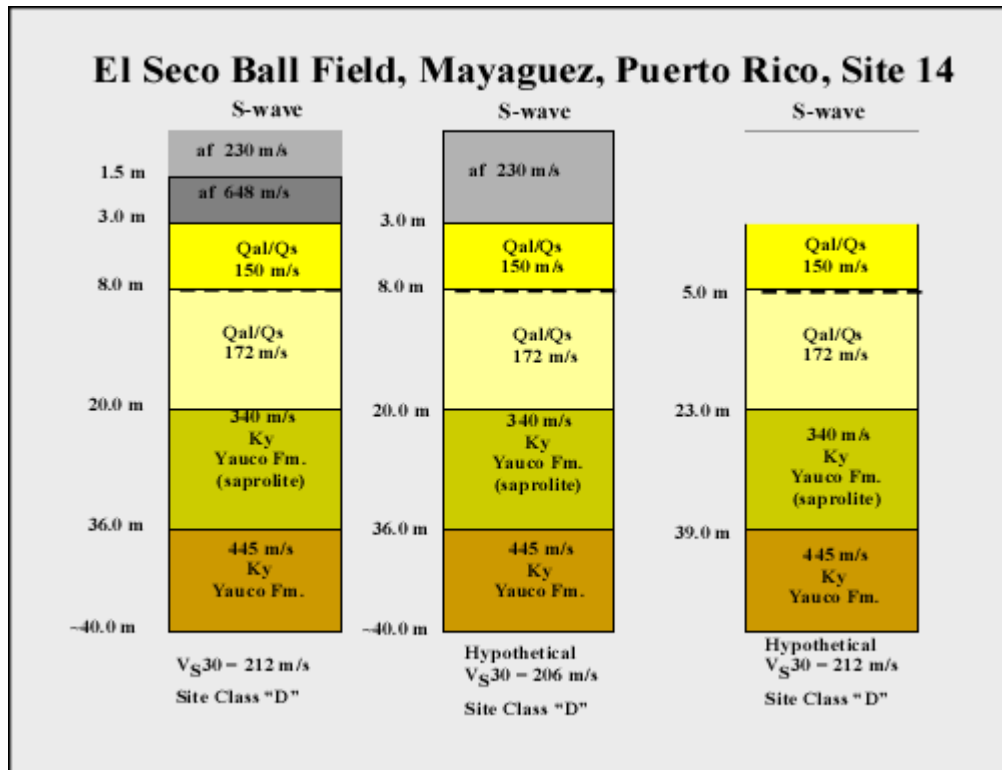 El Seco Ball Field, Mayaguez, Puerto Rico, Site 14
S-wave
af 230 m/s
1.5 m
af 648 m/s
3.0 m
Qal/Qs
150 m/s
8.0 m
Qal/Qs
172 m/s
20.0 m
340 m/s
Ky
Yauco Fm.
(saprolite)
36.0 m
445 m/s
Ky
Yauco Fm.
~40.0 m
VS30 = 212 m/s
Site Class “D”
S-wave
af 230 m/s
3.0 m
Qal/Qs
150 m/s
8.0 m
Qal/Qs
172 m/s
20.0 m
340 m/s
Ky
Yauco Fm.
(saprolite)
36.0 m
445 m/s
Ky
Yauco Fm.
~40.0 m
Hypothetical
VS30 = 206 m/s
Site Class “D”
S-wave
Qal/Qs
150 m/s
5.0 m
Qal/Qs
172 m/s
23.0 m
340 m/s
Ky
Yauco Fm.
(saprolite)
39.0 m
445 m/s
Ky
Yauco Fm.
Hypothetical
VS30 = 212 m/s
Site Class “D”